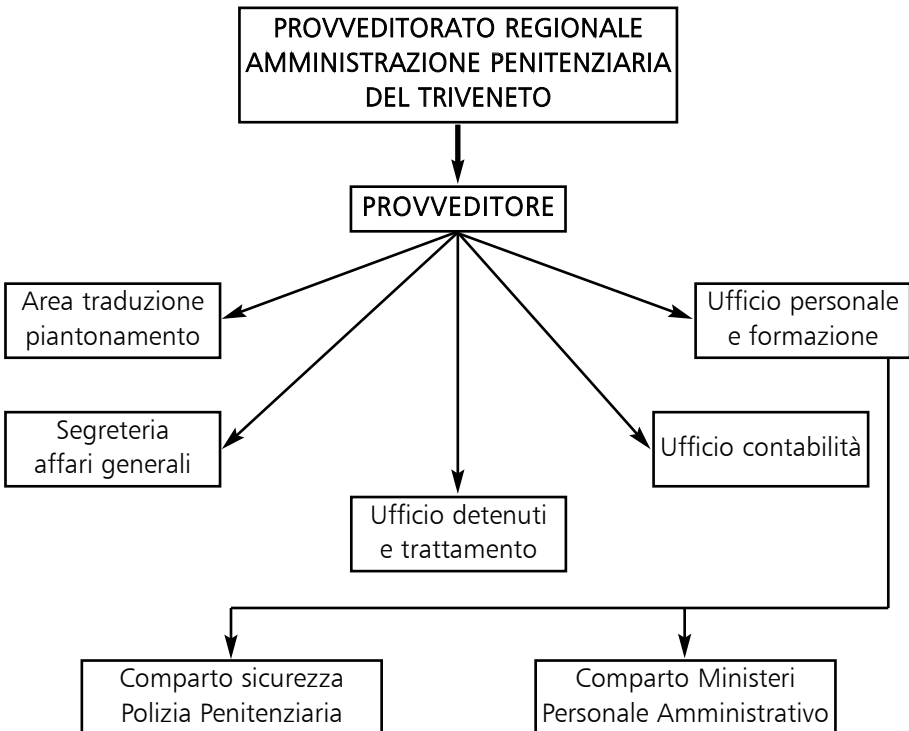 PROVVEDITORATO REGIONALE
AMMINISTRAZIONE PENITENZIARIA
DEL TRIVENETO
PROVVEDITORE
Area traduzione
piantonamento
Ufficio personale
e formazione
Segreteria
affari generali
Ufficio contabilità
Ufficio detenuti
e trattamento
Comparto sicurezza
Polizia Penitenziaria
Comparto Ministeri
Personale Amministrativo